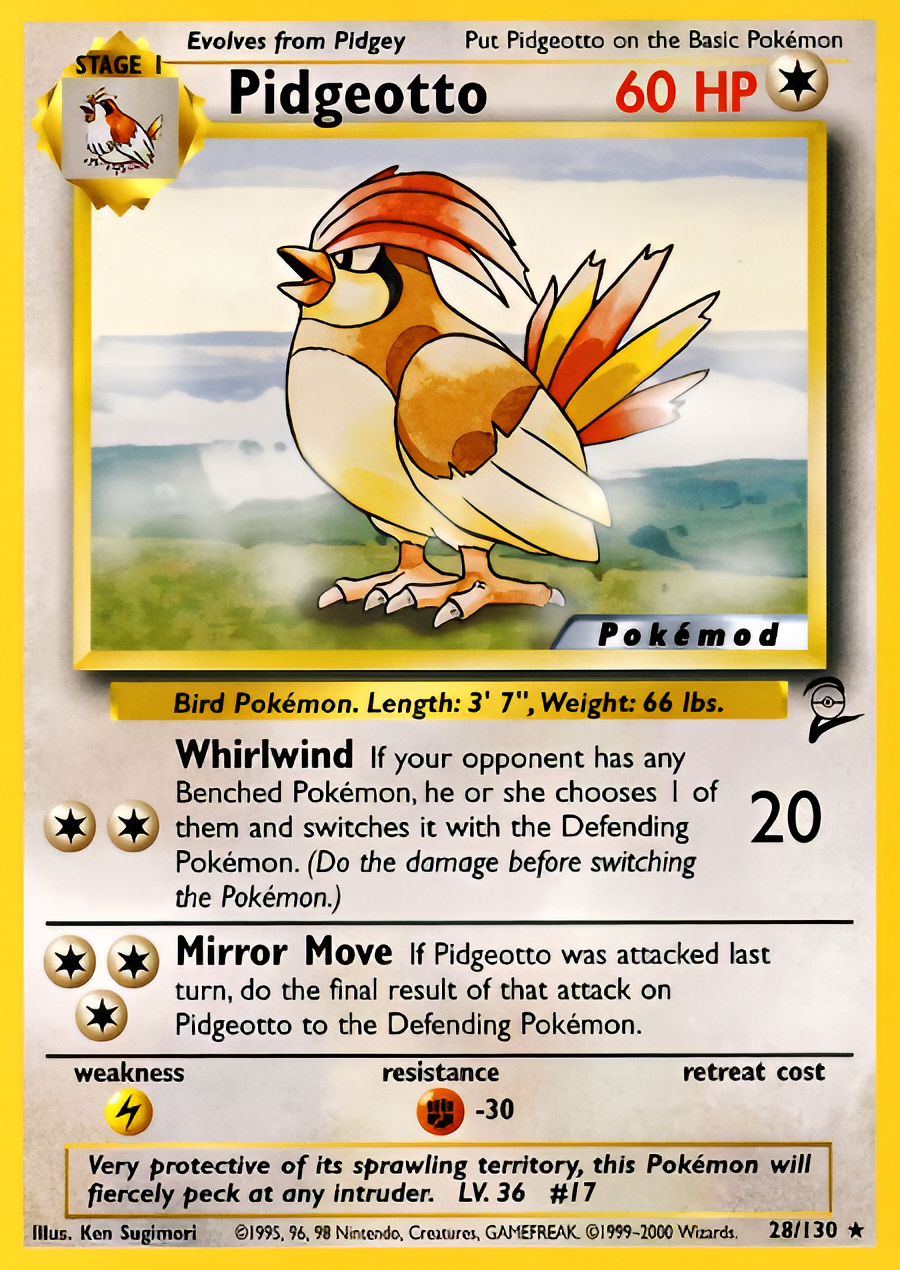 Evolves from Pidgey Put Pidgeotto on the Basic Pokémon
STAGE 1
Pidgeotto 60 HP
Pokémod
Bird Pokémon. Length: 3' 7", Weight: 66 lbs.
Whirlwind If your opponent has any
Benched Pokémon, he or she chooses 1 of
them and switches it with the Defending
Pokémon. (Do the damage before switching
the Pokémon.)
20
Mirror Move If Pidgeotto was attacked last
turn, do the final result of that attack on
Pidgeotto to the Defending Pokémon.
weakness resistance retreat cost
-30
Very protective of its sprawling territory, this Pokémon will
fiercely peck at any intruder. LV. 36 #17
Illus. Ken Sugimori ©1995, 96, 98 Nintendo, Creatures, GAMEFREAK. ©1999-2000 Wizards. 28/130 ★